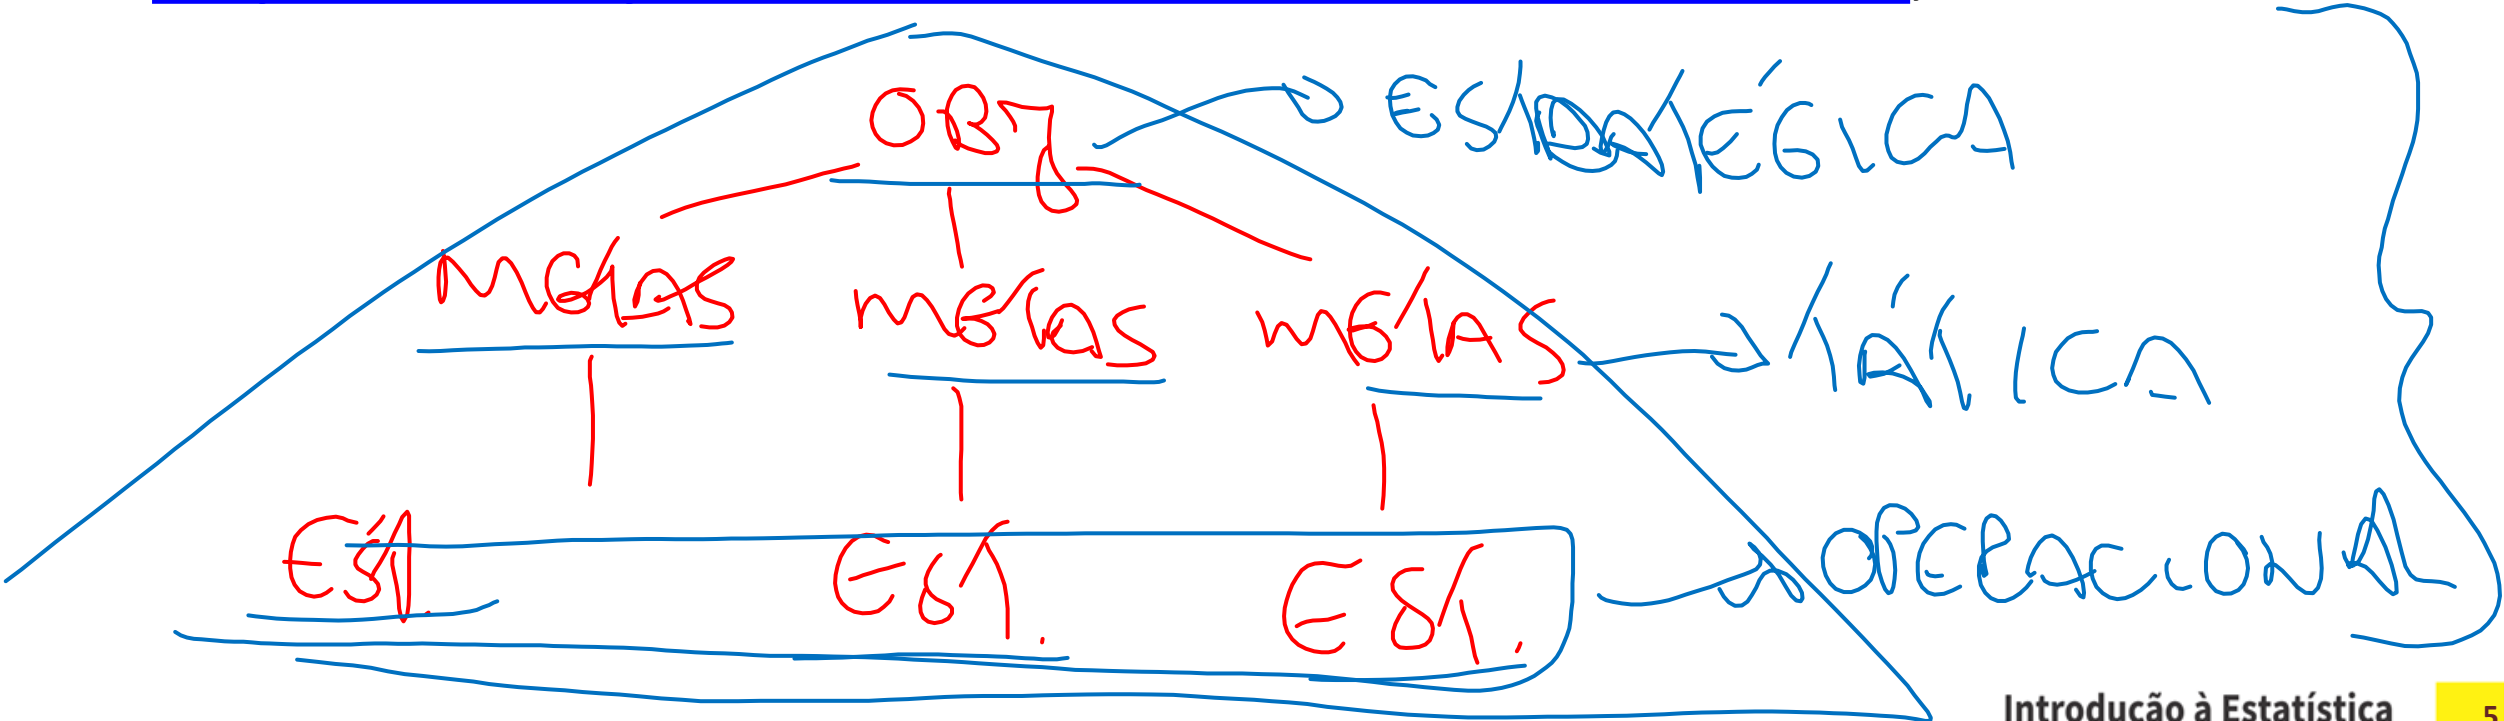 OBJ
ESTRATÉGICA
METAS METAS METAS
TÁTICA
EST. EST. EST.
OPERACIONAL
Introdução à Estatística 5